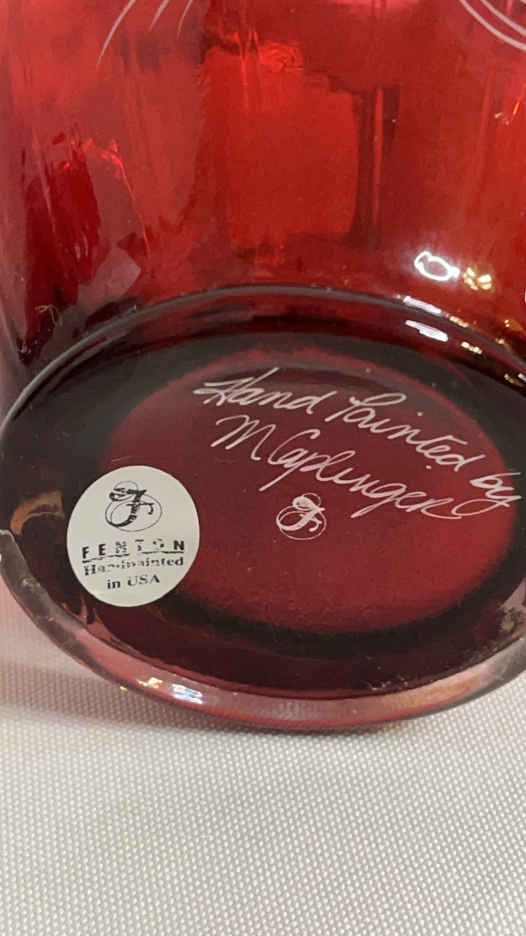 Hand Painted by
M Caplinger
F
F
FENTON
Handpainted
in USA